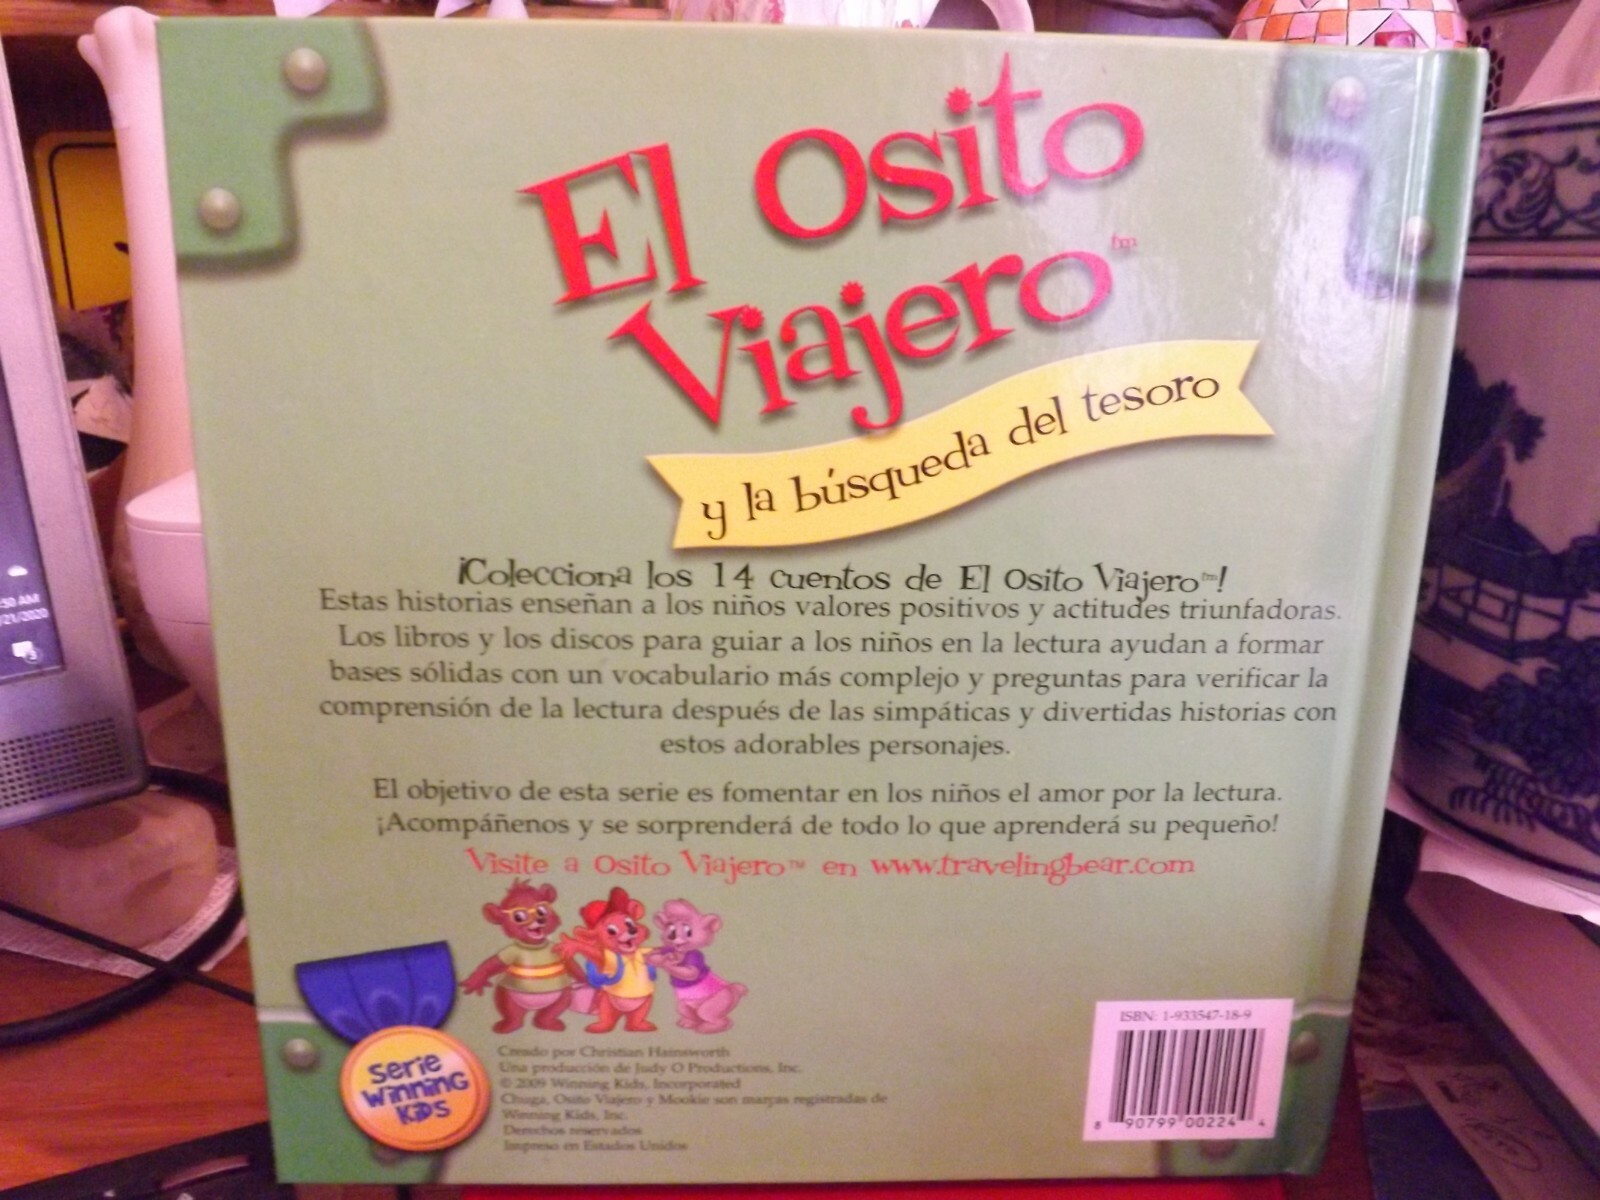 El Osito
Viajero™
y la búsqueda del tesoro
¡Colecciona los 14 cuentos de El Osito Viajero™!
Estas historias enseñan a los niños valores positivos y actitudes triunfadoras.
Los libros y los discos para guiar a los niños en la lectura ayudan a formar
bases sólidas con un vocabulario más complejo y preguntas para verificar la
comprensión de la lectura después de las simpáticas y divertidas historias con
estos adorables personajes.
El objetivo de esta serie es fomentar en los niños el amor por la lectura.
¡Acompáñenos y se sorprenderá de todo lo que aprenderá su pequeño!
Visite a Osito Viajero™ en www.travelingbear.com
Serie
Winning
KiDS
Creado por Christian Hainsworth
Una producción de Judy O Productions, Inc.
© 2009 Winning Kids, Incorporated
Chuga, Osito Viajero y Mookie son marcas registradas de
Winning Kids, Inc.
Derechos reservados
Impreso en Estados Unidos
ISBN: 1-933547-18-9
8 90799 00224 4
:50 AM
/21/2020